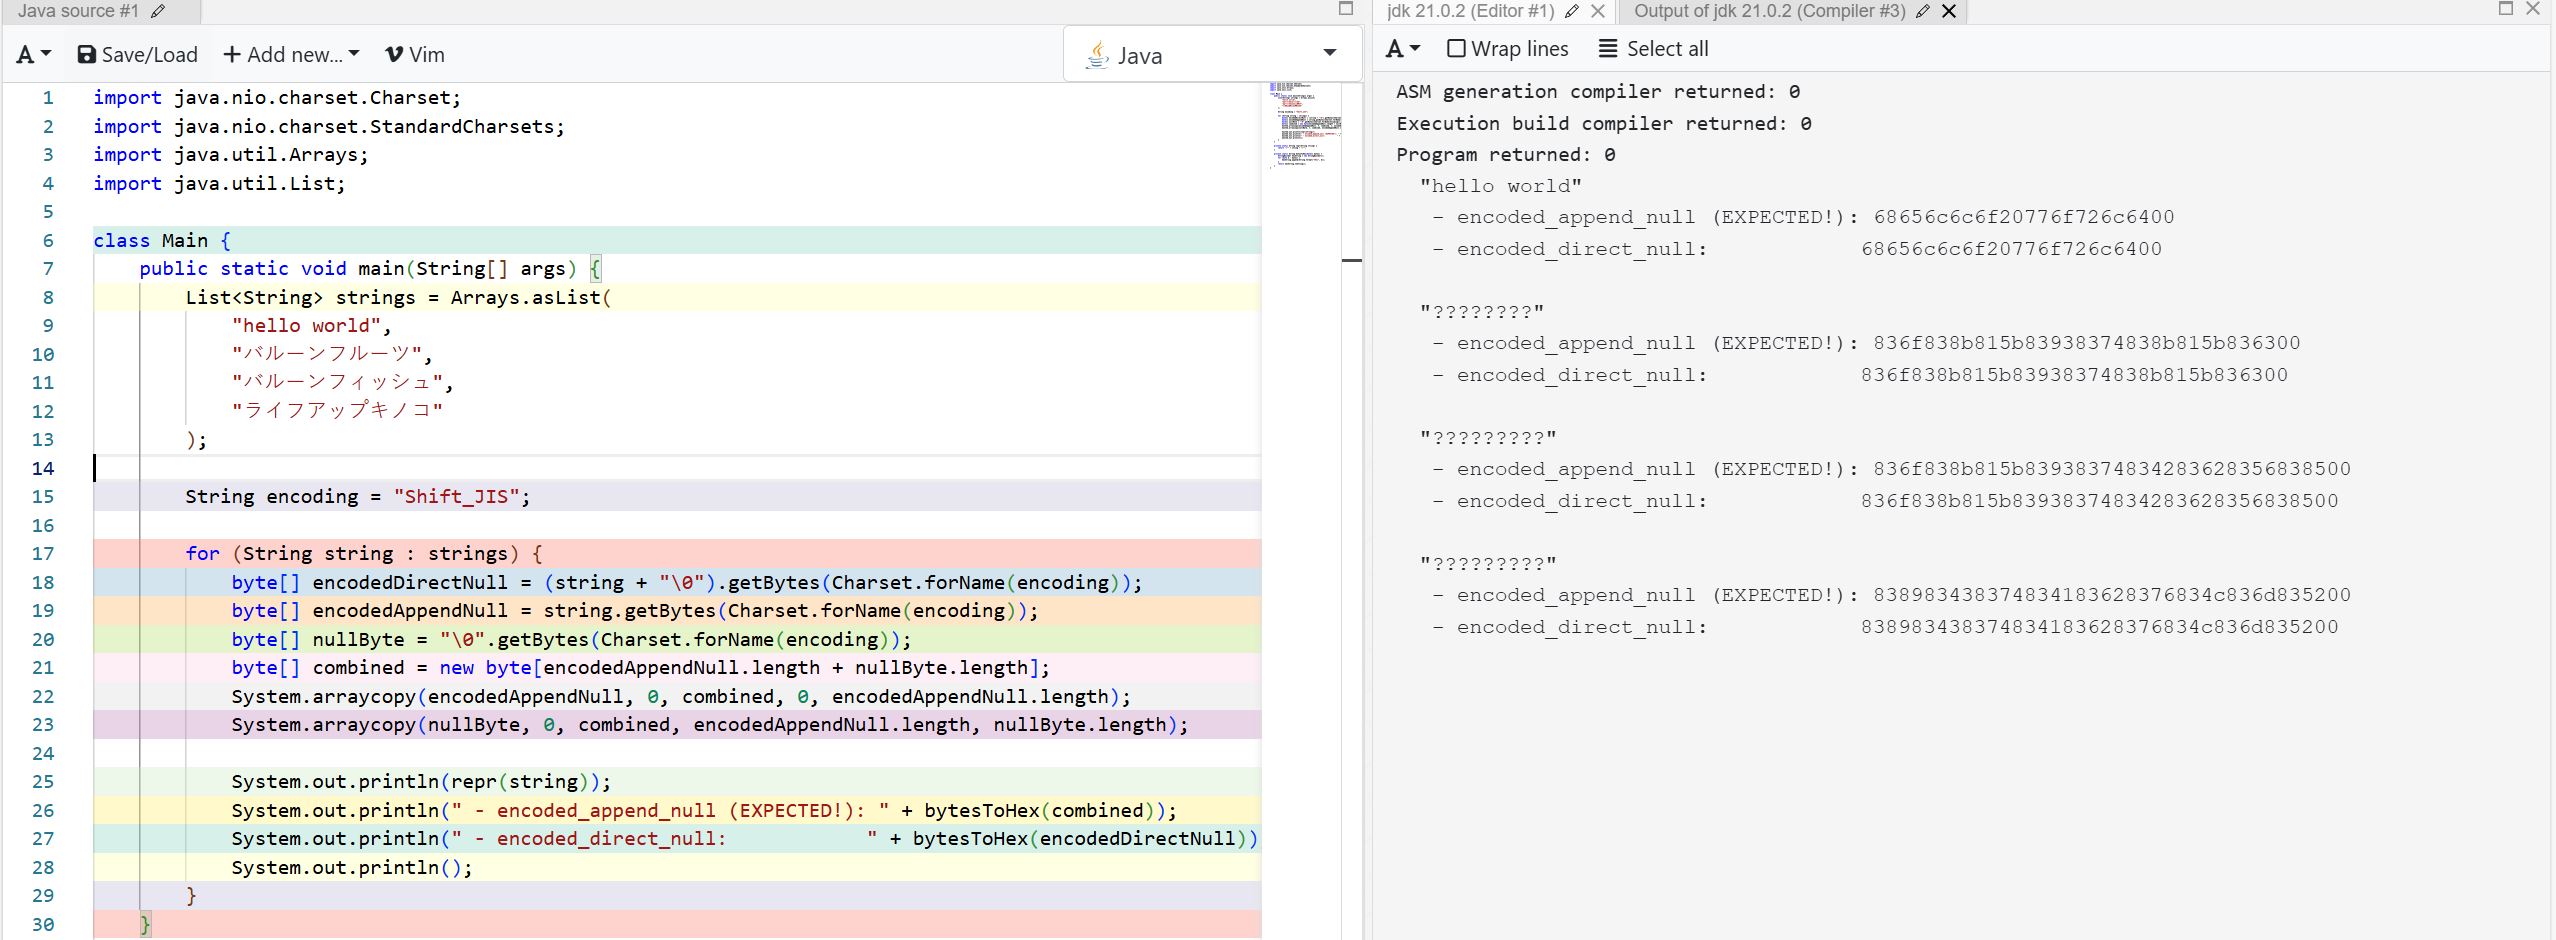 Java source #1
A Save/Load + Add new... Vim Java
1 import java.nio.charset.Charset;
2 import java.nio.charset.StandardCharsets;
3 import java.util.Arrays;
4 import java.util.List;
5
6 class Main {
7 public static void main(String[] args) {
8 List<String> strings = Arrays.asList(
9 "hello world",
10 "バルーンフルーツ",
11 "バルーンフィッシュ",
12 "ライフアップキノコ"
13 );
14
15 String encoding = "Shift_JIS";
16
17 for (String string : strings) {
18 byte[] encodedDirectNull = (string + "\0").getBytes(Charset.forName(encoding));
19 byte[] encodedAppendNull = string.getBytes(Charset.forName(encoding));
20 byte[] nullByte = "\0".getBytes(Charset.forName(encoding));
21 byte[] combined = new byte[encodedAppendNull.length + nullByte.length];
22 System.arraycopy(encodedAppendNull, 0, combined, 0, encodedAppendNull.length);
23 System.arraycopy(nullByte, 0, combined, encodedAppendNull.length, nullByte.length);
24
25 System.out.println(repr(string));
26 System.out.println(" - encoded_append_null (EXPECTED!): " + bytesToHex(combined));
27 System.out.println(" - encoded_direct_null:            " + bytesToHex(encodedDirectNull))
28 System.out.println();
29 }
30 }
jdk 21.0.2 (Editor #1) Output of jdk 21.0.2 (Compiler #3)
A Wrap lines Select all
ASM generation compiler returned: 0
Execution build compiler returned: 0
Program returned: 0
"hello world"
- encoded_append_null (EXPECTED!): 68656c6c6f20776f726c6400
- encoded_direct_null:            68656c6c6f20776f726c6400
"????????"
- encoded_append_null (EXPECTED!): 836f838b815b83938374838b815b836300
- encoded_direct_null:            836f838b815b83938374838b815b836300
"?????????"
- encoded_append_null (EXPECTED!): 836f838b815b83938374834283628356838500
- encoded_direct_null:            836f838b815b83938374834283628356838500
"?????????"
- encoded_append_null (EXPECTED!): 838983438374834183628376834c836d835200
- encoded_direct_null:            838983438374834183628376834c836d835200